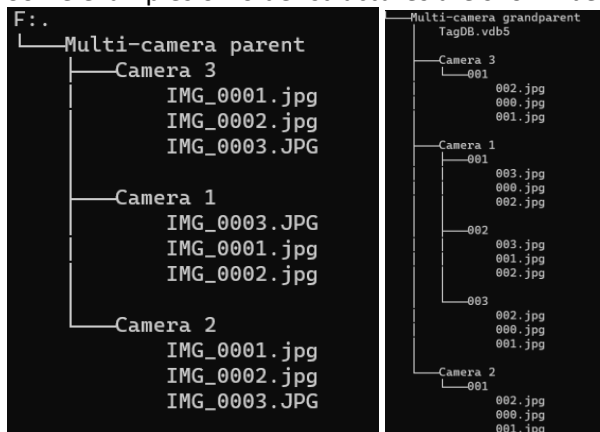 F:.
Multi-camera parent
Camera 3
IMG_0001.jpg
IMG_0002.jpg
IMG_0003.JPG
Camera 1
IMG_0003.JPG
IMG_0001.jpg
IMG_0002.jpg
Camera 2
IMG_0001.jpg
IMG_0002.jpg
IMG_0003.JPG
Multi-camera grandparent
TagDB.vdb5
Camera 3
001
002.jpg
000.jpg
001.jpg
Camera 1
001
003.jpg
000.jpg
002.jpg
002
003.jpg
001.jpg
002.jpg
003
002.jpg
000.jpg
001.jpg
Camera 2
001
002.jpg
000.jpg
001.jpg